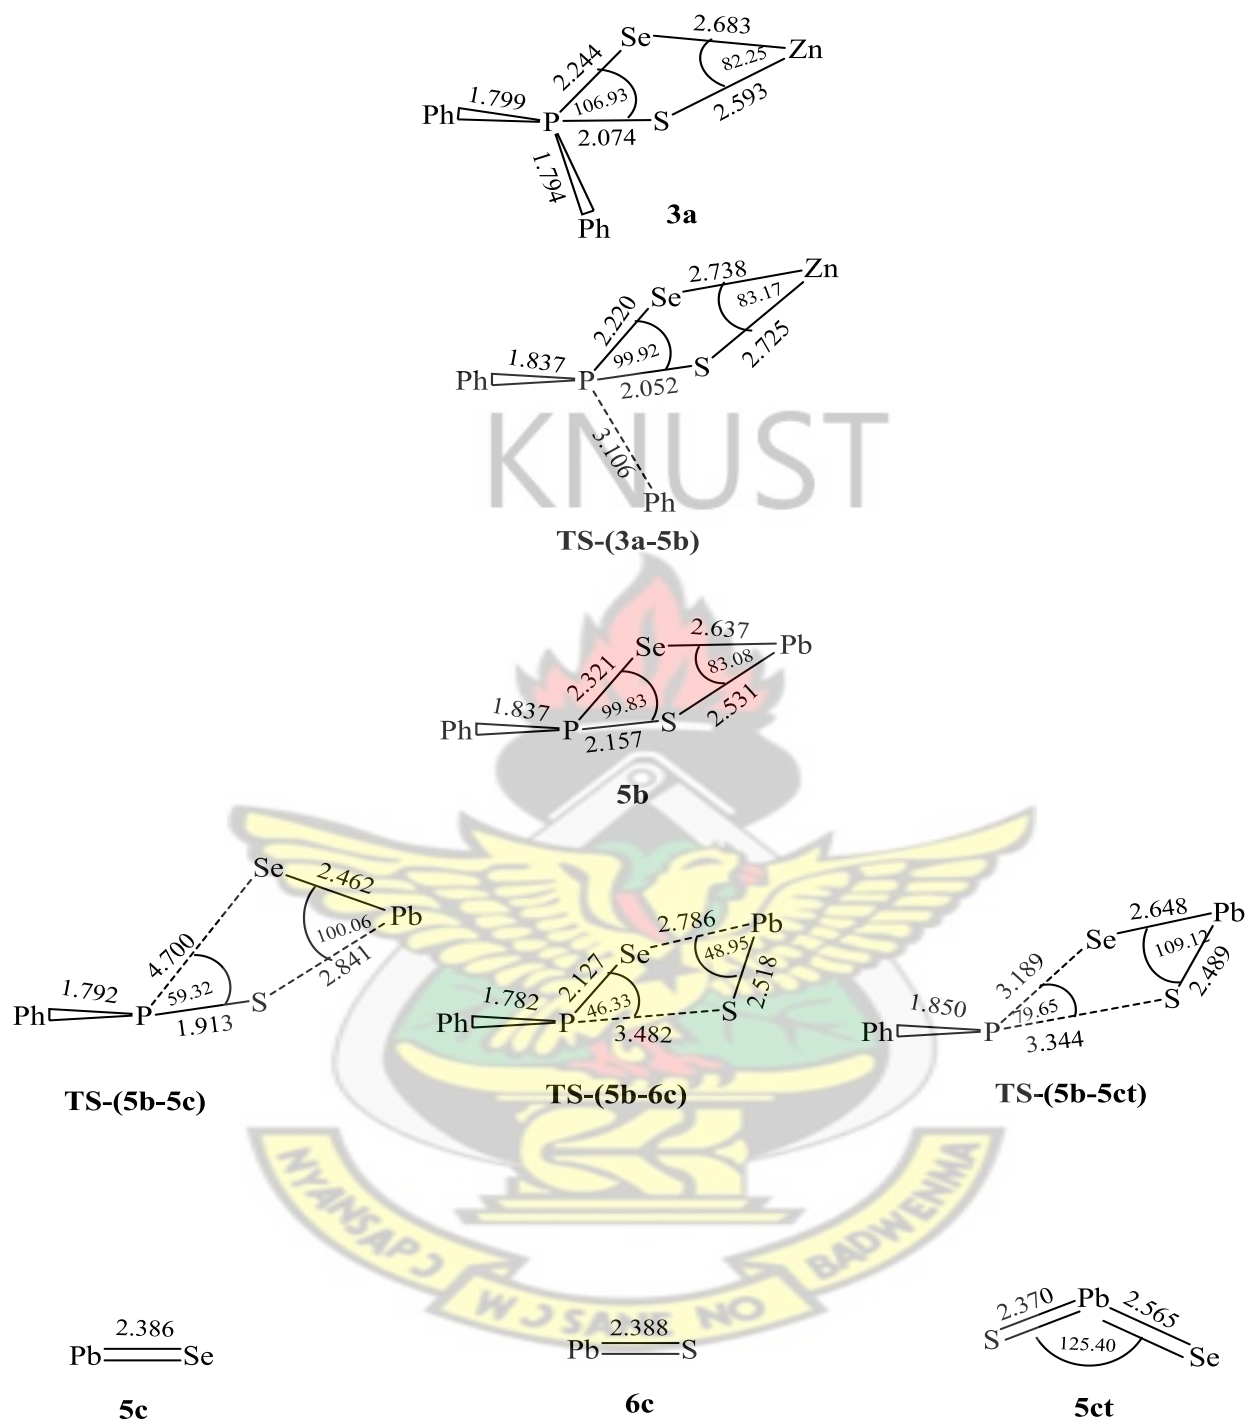 2.683
Se
Zn
2.244
82.25
1.799
106.93
2.593
Ph
P
S
2.074
1.794
3a
Ph
2.738
Zn
Se
83.17
2.220
2.725
1.837
99.92
S
Ph
P
2.052
KNUST
3.106
Ph
TS-(3a-5b)
2.637
Se
Pb
83.08
2.321
99.83
2.531
1.837
S
Ph
P
2.157
5b
Se
2.462
Pb
100.06
4.700
2.841
1.792
59.32
S
Ph
P
1.913
TS-(5b-5c)
2.786
Pb
Se
48.95
2.127
2.518
1.782
46.33
S
Ph
P
3.482
TS-(5b-6c)
2.648
Pb
Se
109.12
3.189
2.489
1.850
79.65
S
Ph
P
3.344
TS-(5b-5ct)
NYANSAPƆ
BADWENMA
W Ɔ SANE NO
2.386
Pb
Se
5c
2.388
Pb
S
6c
2.370
Pb
2.565
S
125.40
Se
5ct